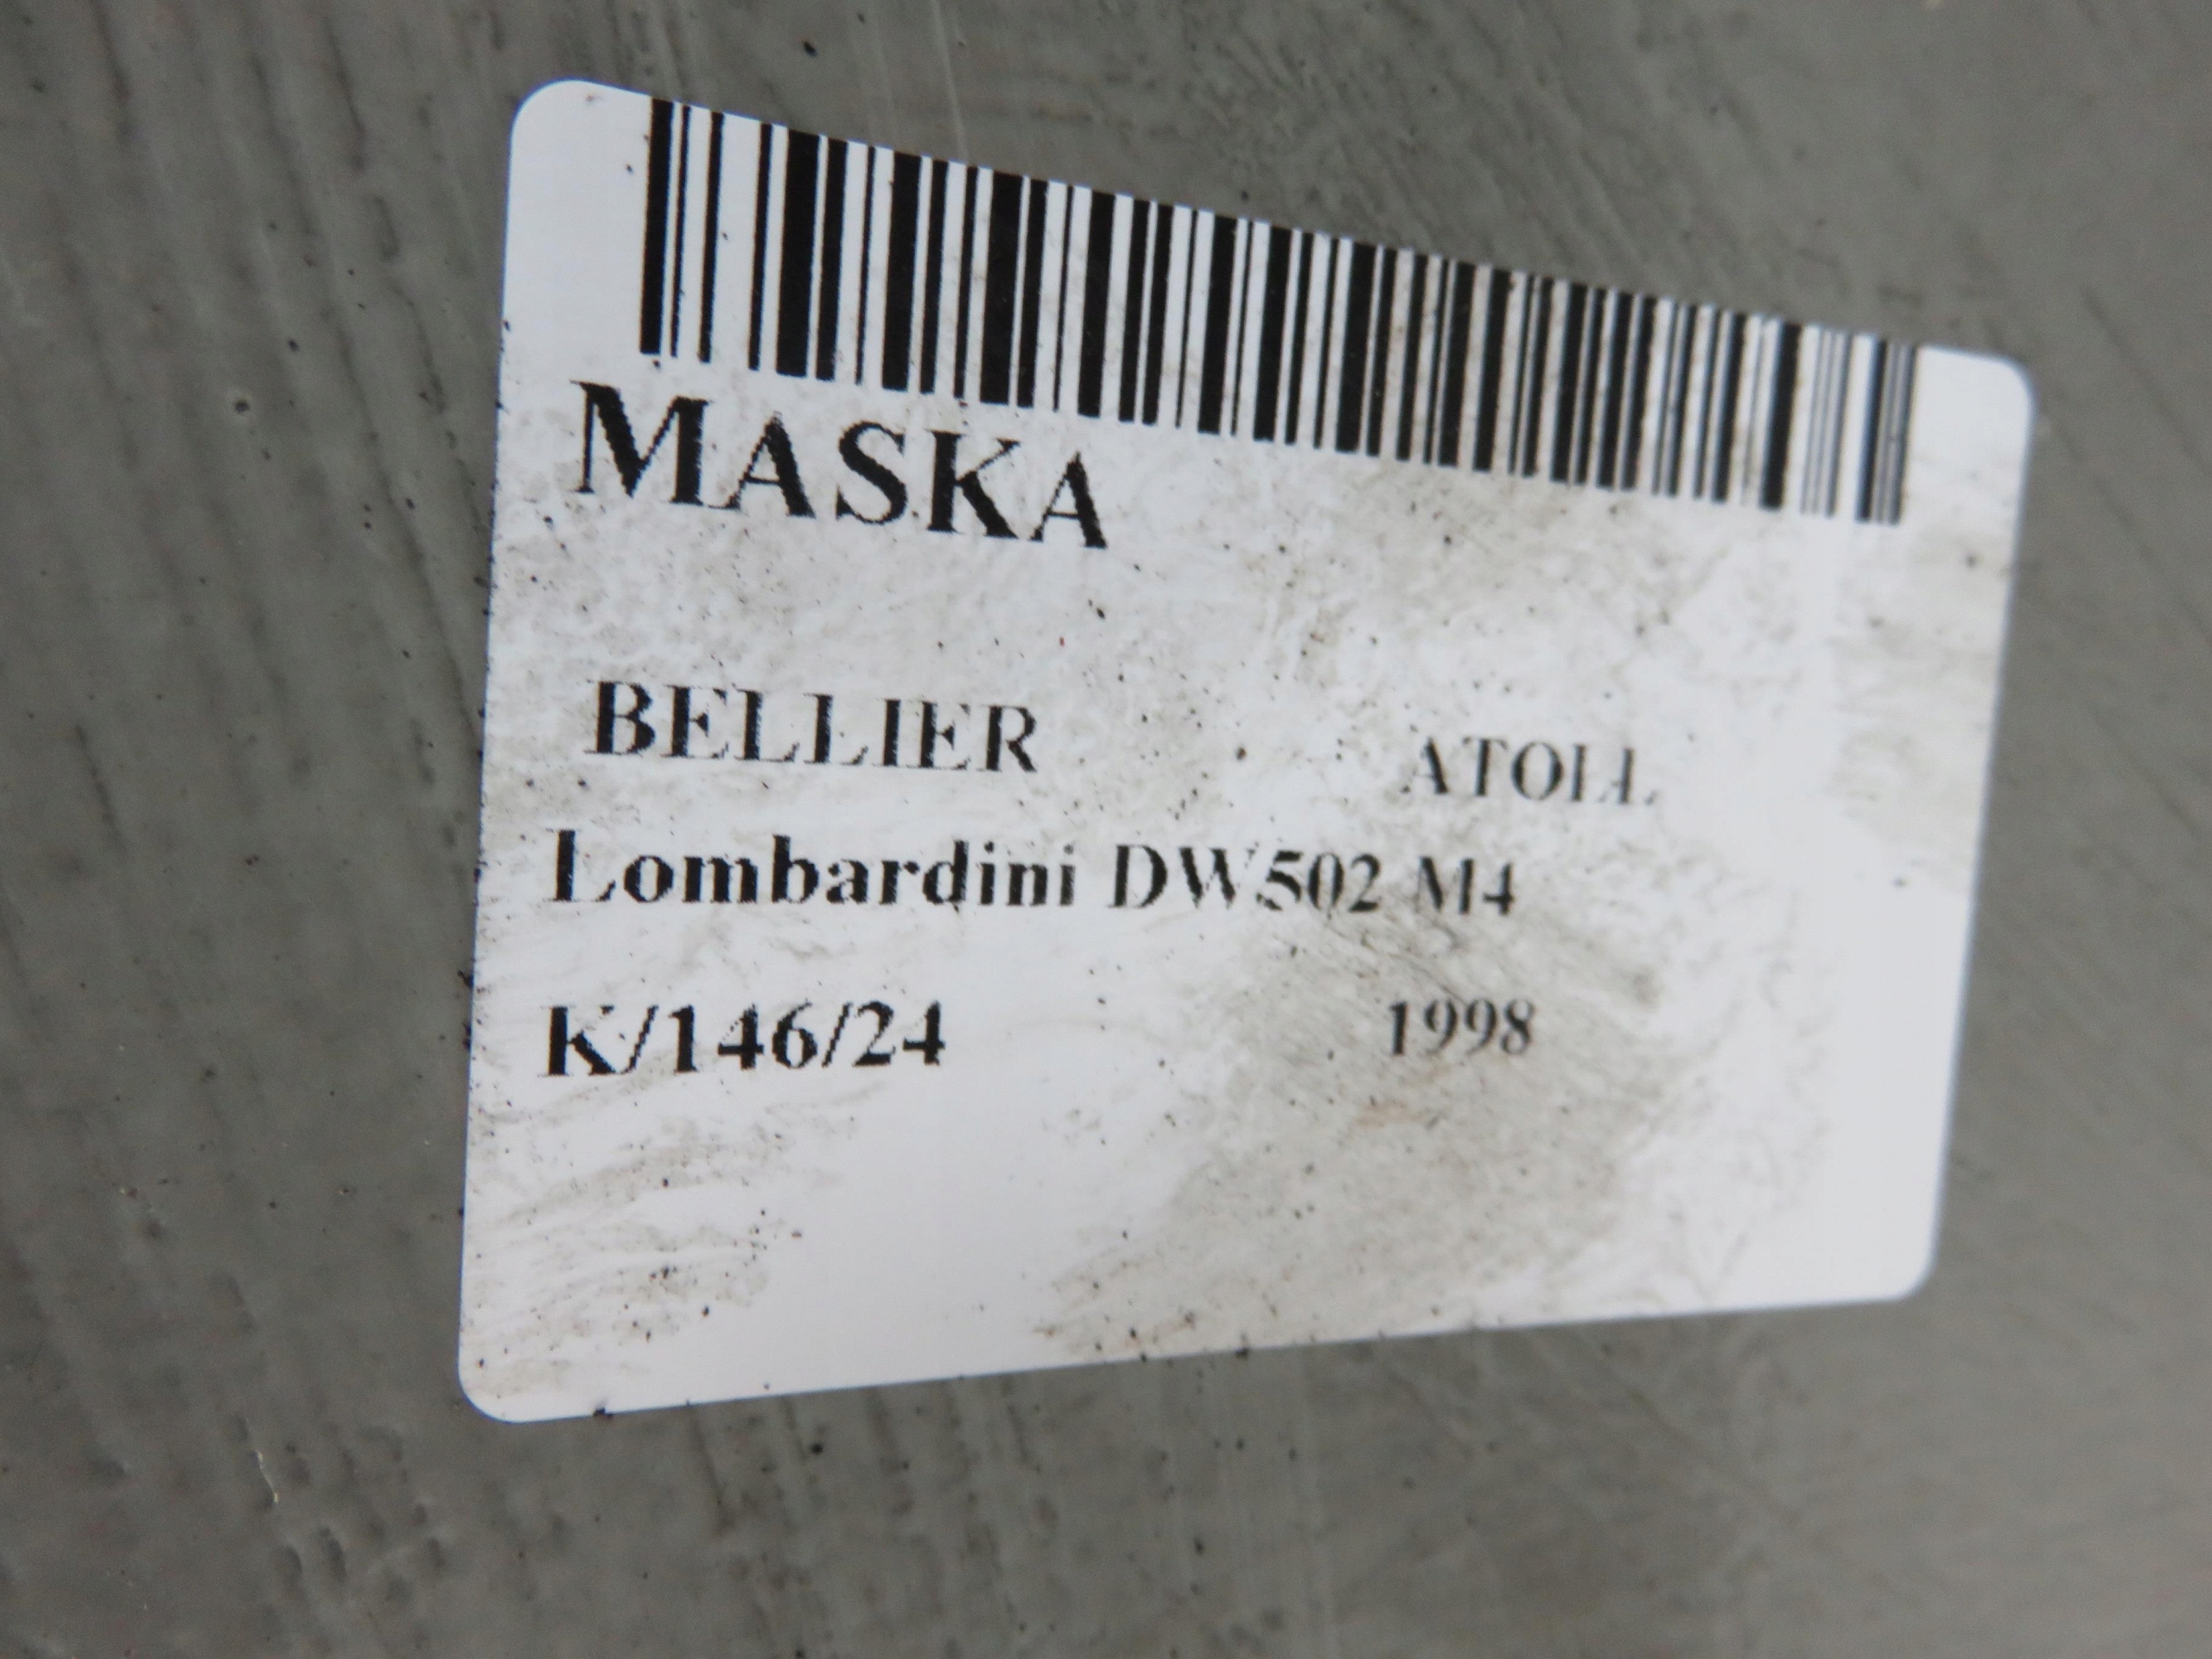 MASKA
BELLIER ATOLL
Lombardini DW502 M4
K/146/24 1998